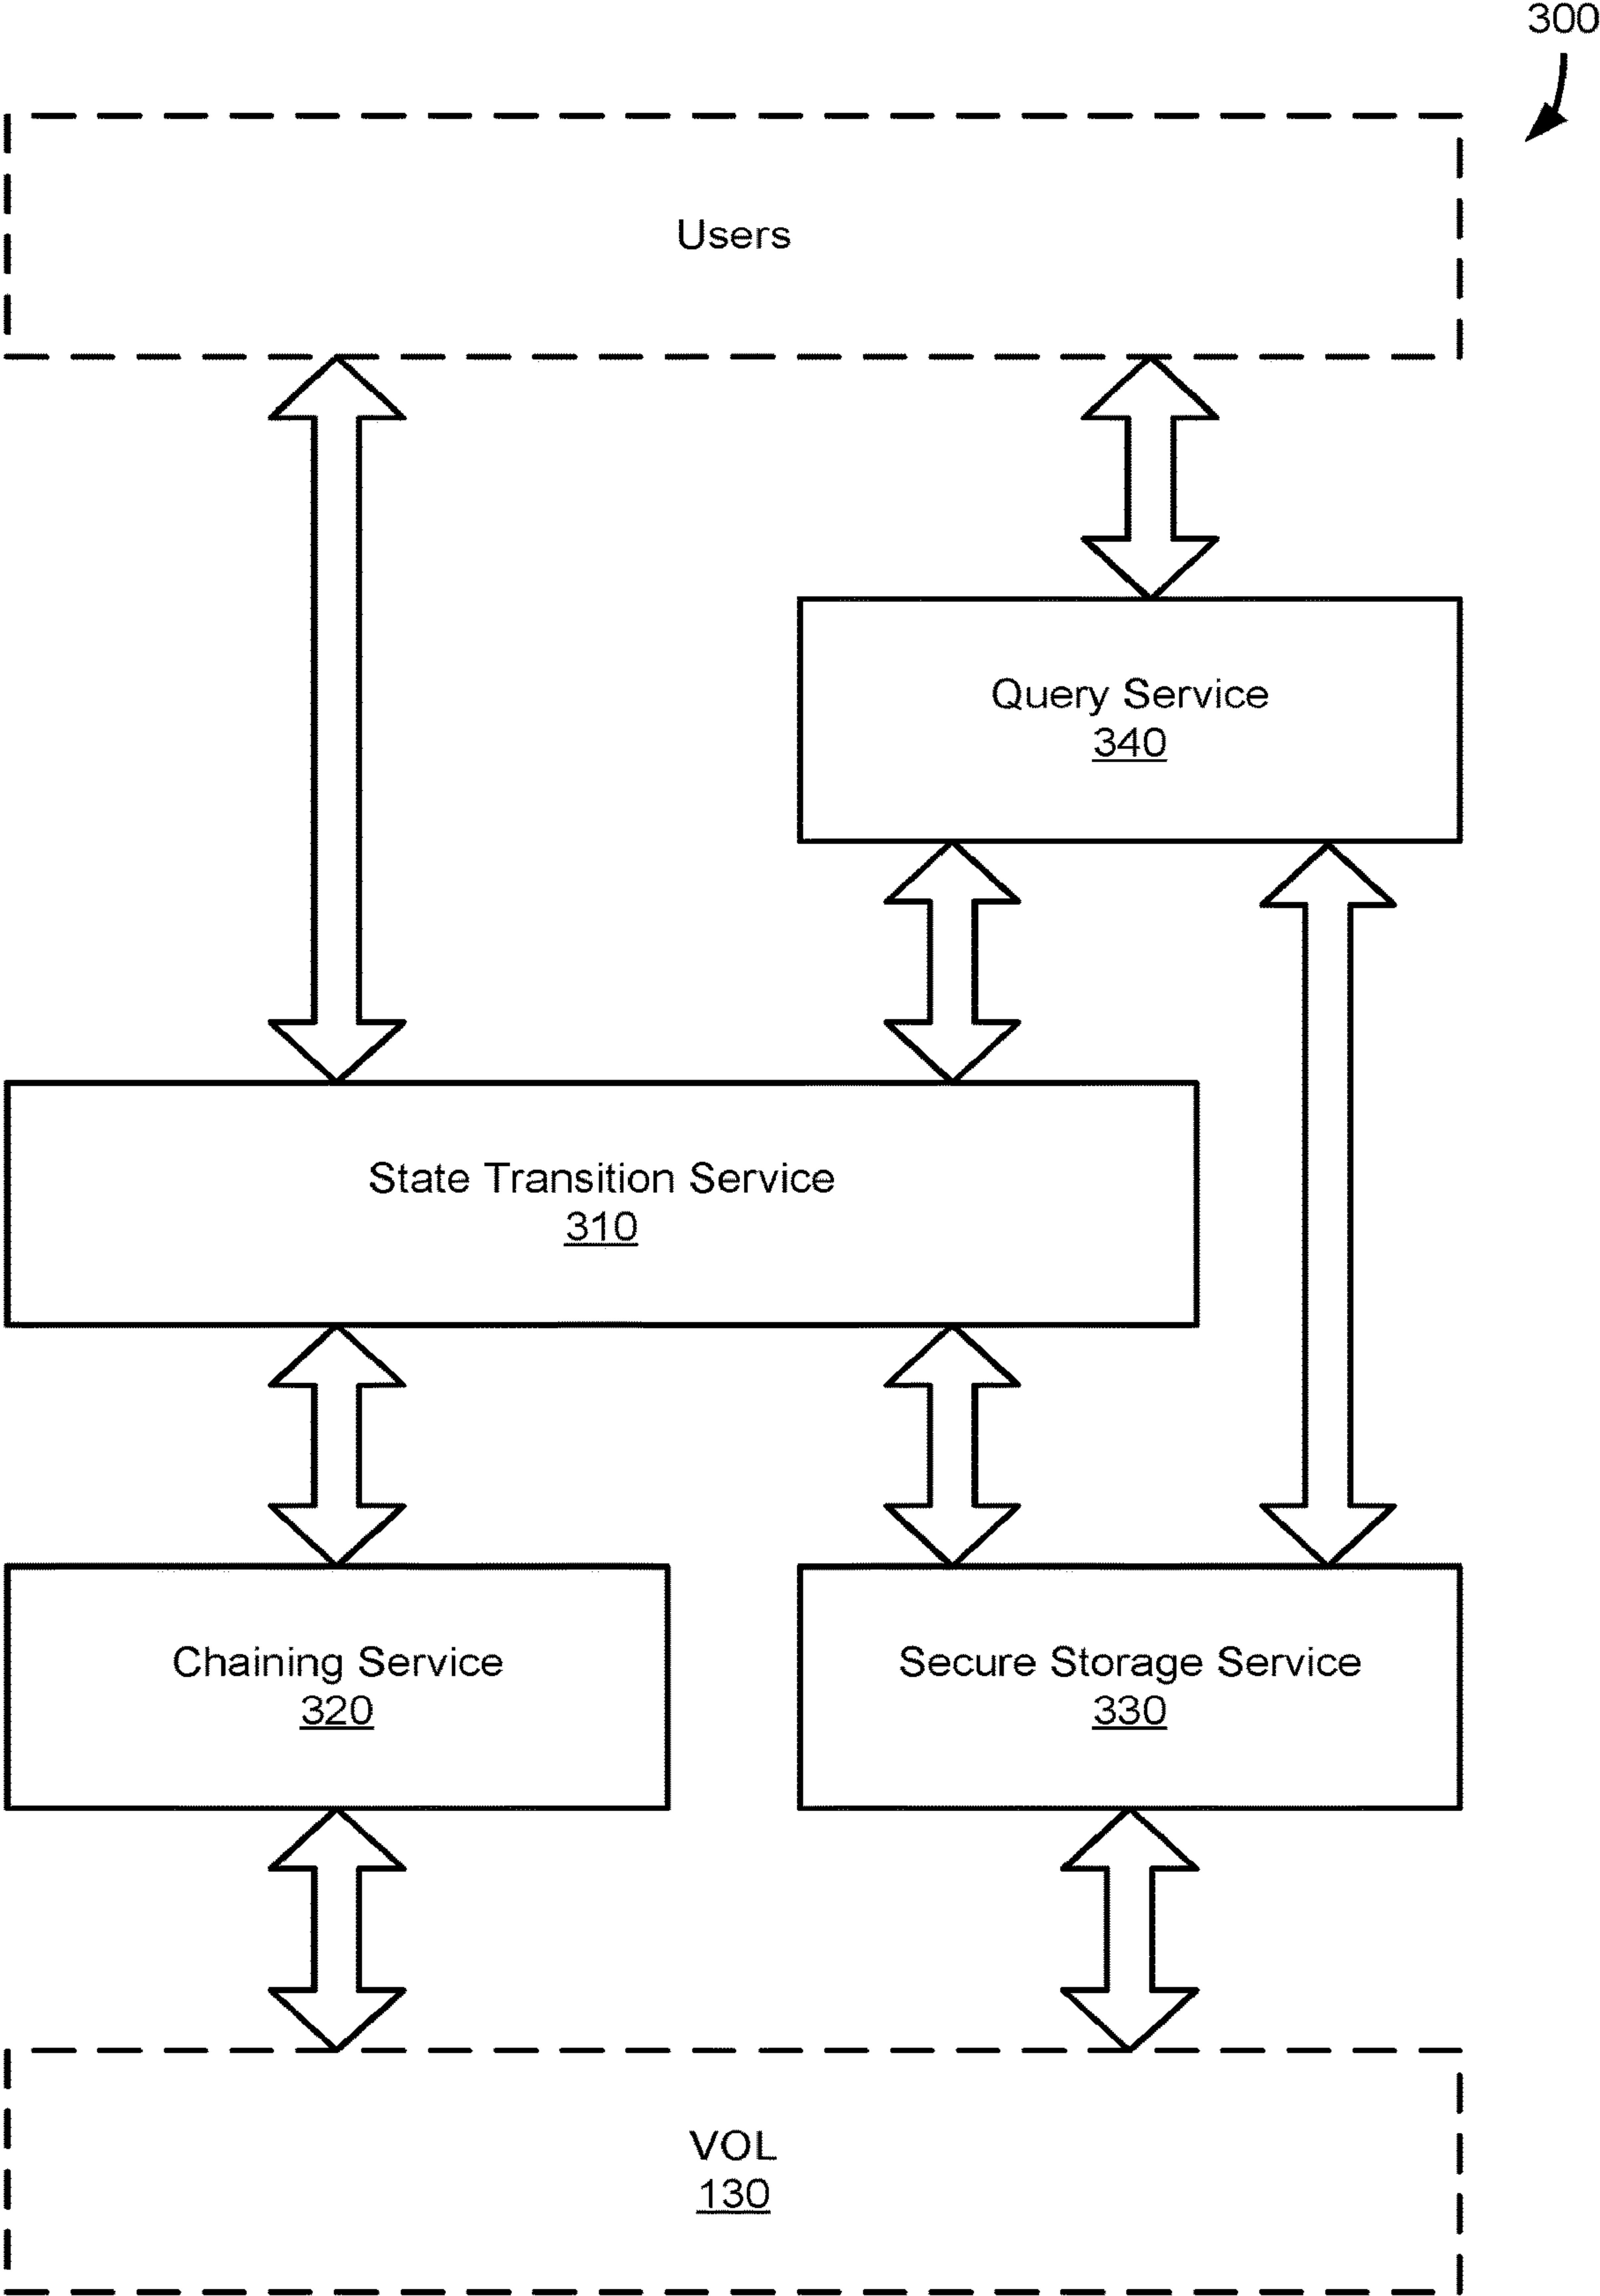 300
Users
Query Service
340
State Transition Service
310
Chaining Service
320
Secure Storage Service
330
VOL
130